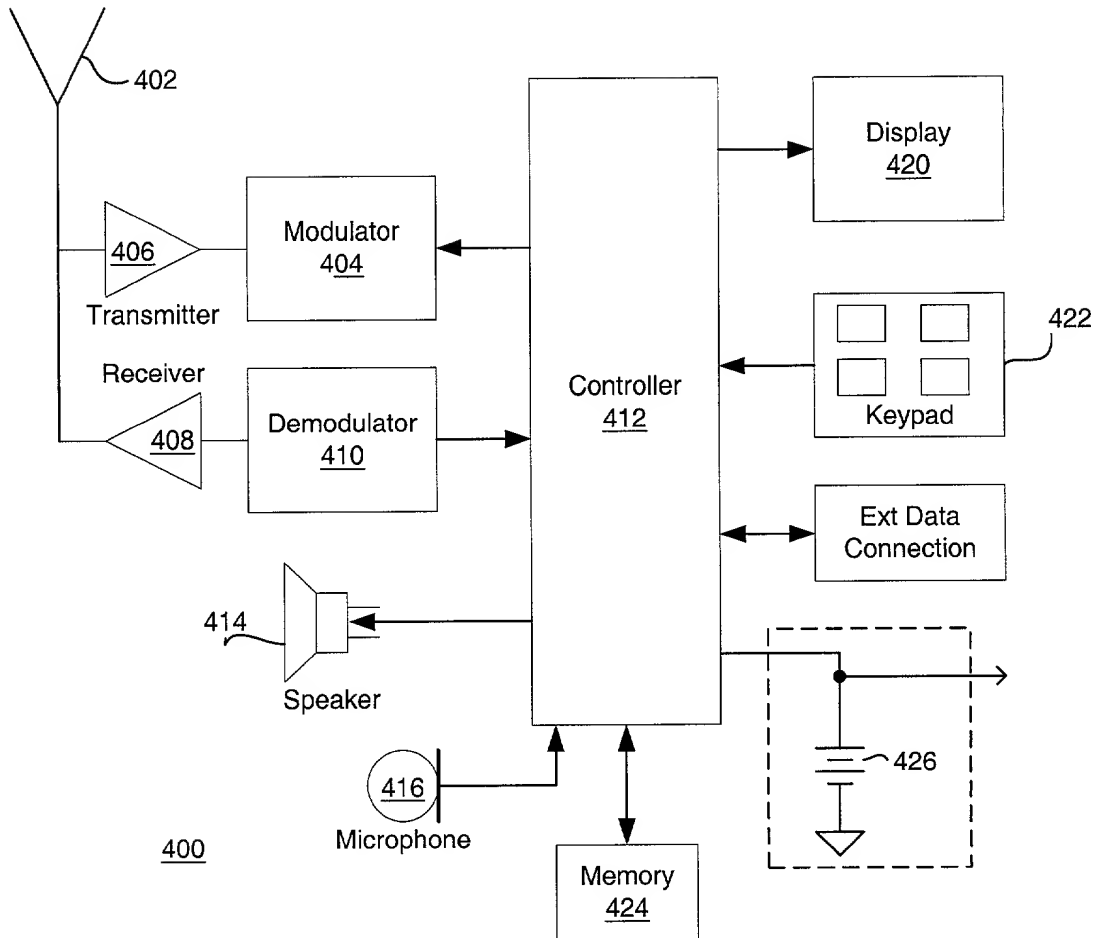 402
Display
420
Modulator
404
406
Transmitter
422
Keypad
Receiver
408
Demodulator
410
Controller
412
Ext Data
Connection
414
Speaker
426
416
Microphone
400
Memory
424